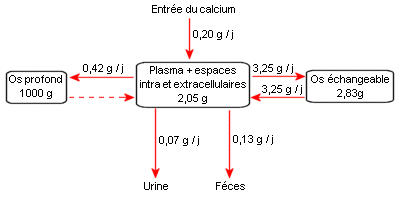 Entrée du calcium
0,20 g / j
0,42 g / j
3,25 g / j
Os profond
1000 g
Plasma + espaces
intra et extracellulaires
2,05 g
Os échangeable
2,83g
3,25 g / j
0,07 g / j
0,13 g / j
Urine
Féces